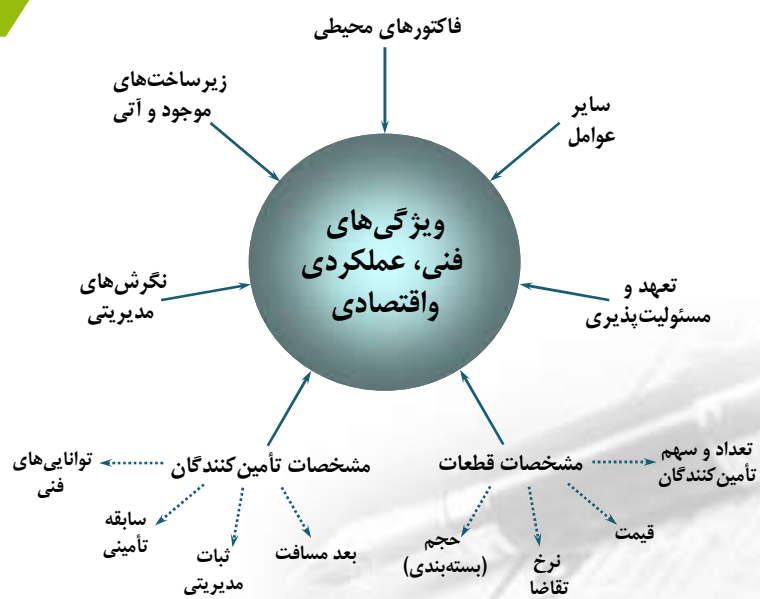 فاکتورهای محیطی
سایر
عوامل
زیرساخت‌های
موجود و آتی
ویژگی‌های
فنی، عملکردی
واقتصادی
تعهد و
مسئولیت‌پذیری
نگرش‌های
مدیریتی
مشخصات قطعات
تعداد و سهم
تأمین‌کنندگان
قیمت
نرخ
تقاضا
حجم
(بسته‌بندی)
مشخصات تأمین‌کنندگان
بعد مسافت
ثبات
مدیریتی
سابقه
تأمینی
توانایی‌های
فنی